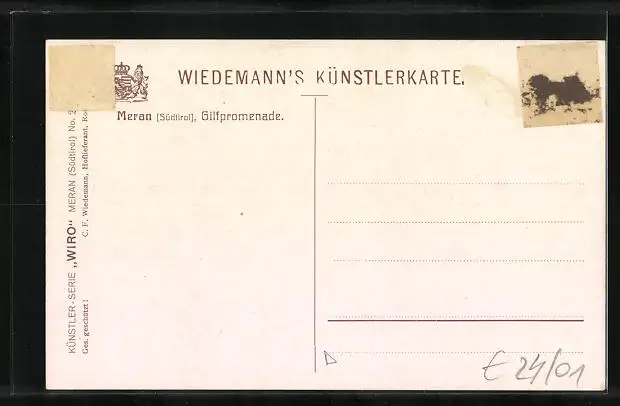 WIEDEMANN'S KÜNSTLERKARTE.
Meran (Südtirol), Gilfpromenade.
KÜNSTLER-SERIE „WIRO" MERAN (Südtirol) No. 2
Ges. geschützt! C. F. Wiedemann, Hoflieferant,
E 24/01